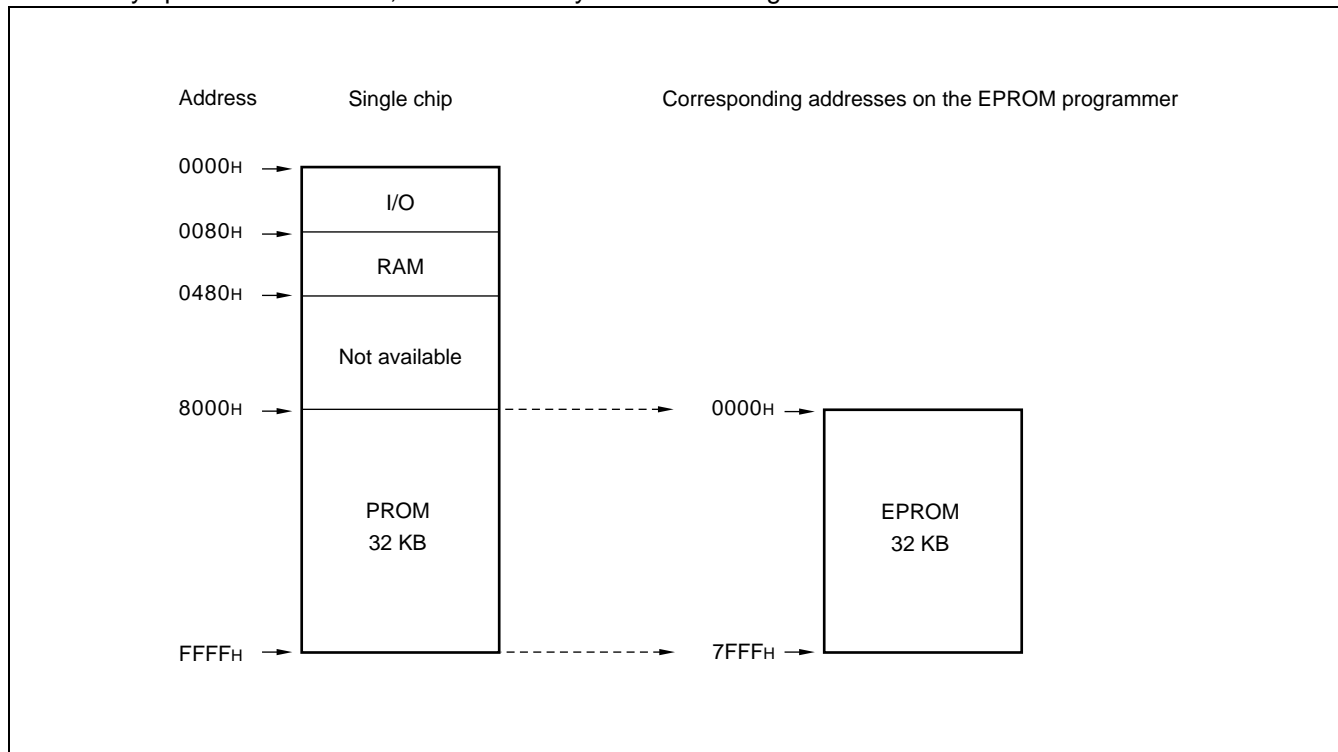 Address Single chip Corresponding addresses on the EPROM programmer
0000H
I/O
0080H
RAM
0480H
Not available
8000H 0000H
PROM EPROM
32 KB 32 KB
FFFFH 7FFFH